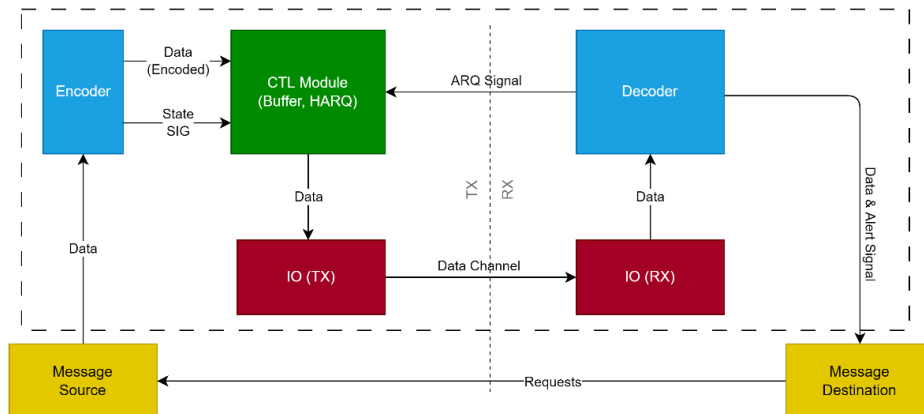 Data
(Encoded)
Encoder
CTL Module
(Buffer, HARQ)
ARQ Signal
Decoder
State
SIG
TX
RX
Data
Data
Data & Alert Signal
Data
IO (TX)
Data Channel
IO (RX)
Message
Source
Requests
Message
Destination